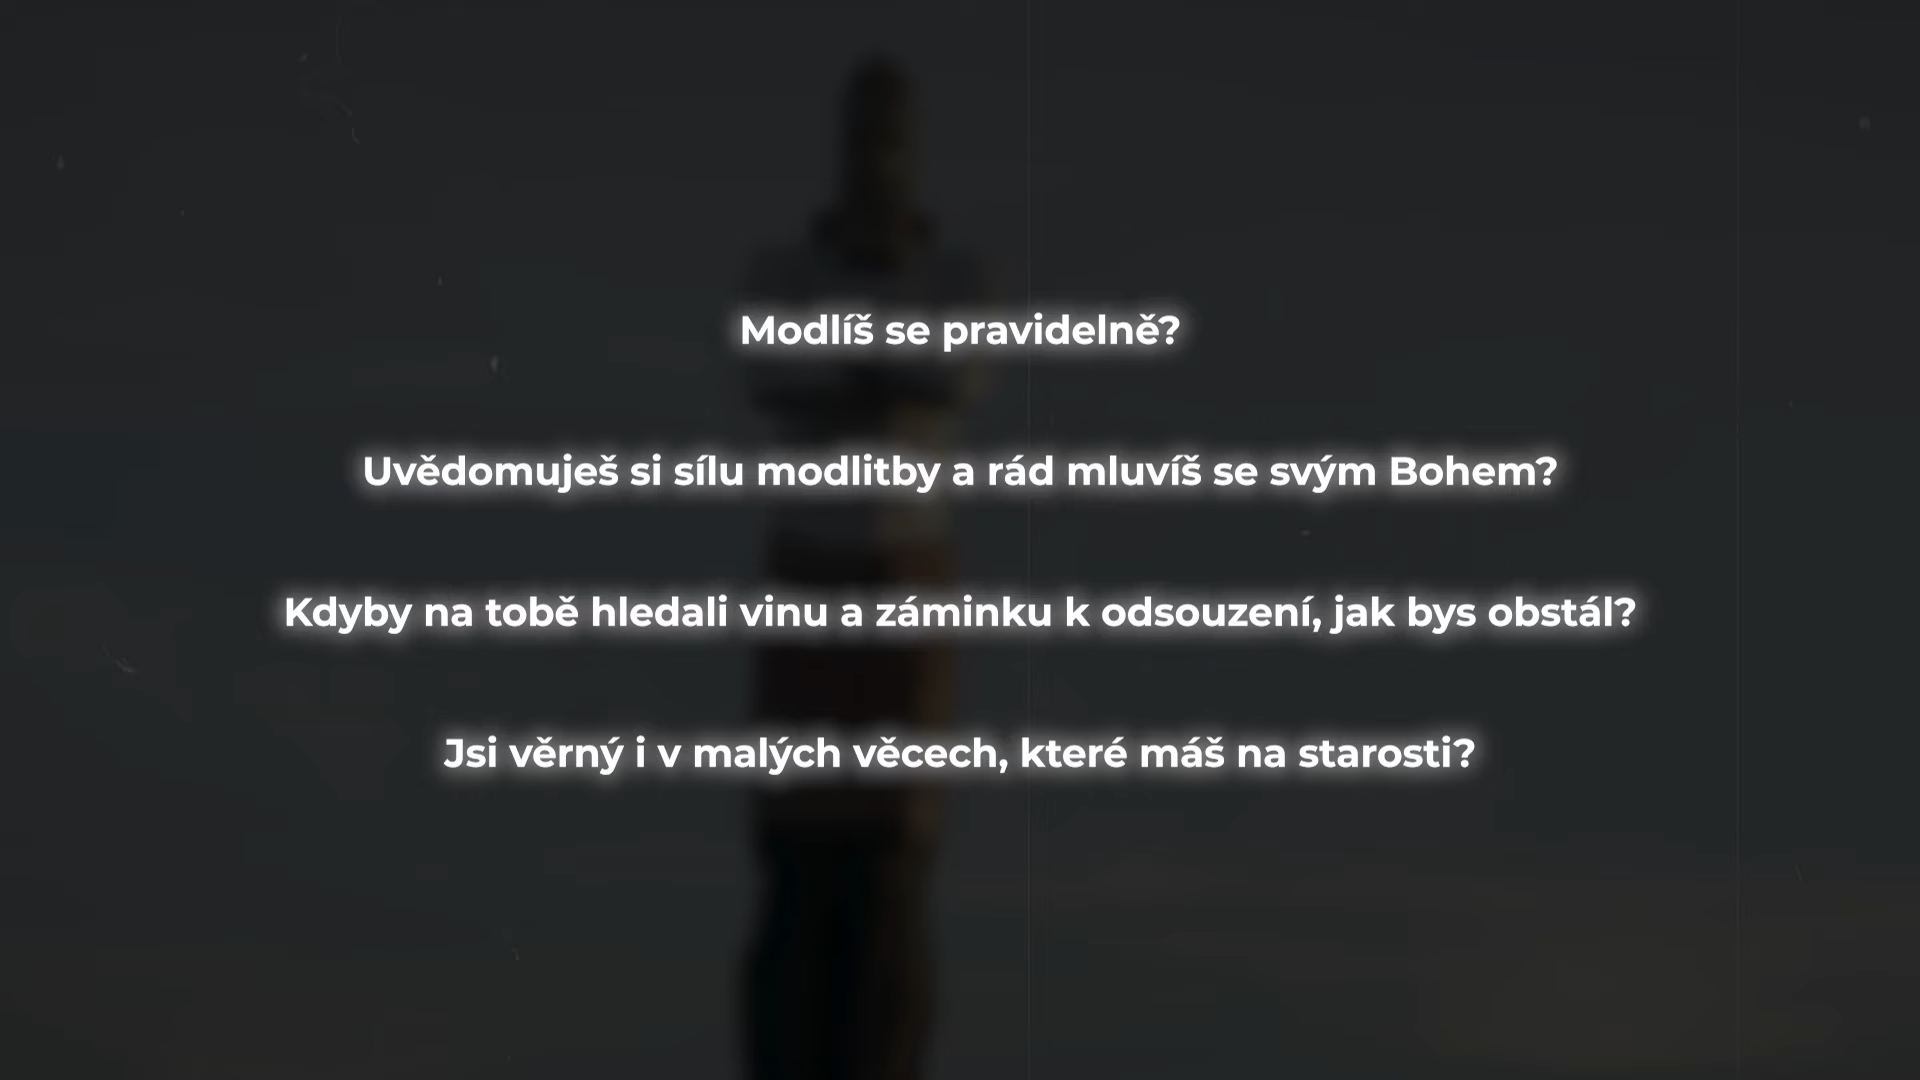 Modlíš se pravidelně?
Uvědomuješ si sílu modlitby a rád mluvíš se svým Bohem?
Kdyby na tobě hledali vinu a záminku k odsouzení, jak bys obstál?
Jsi věrný i v malých věcech, které máš na starosti?